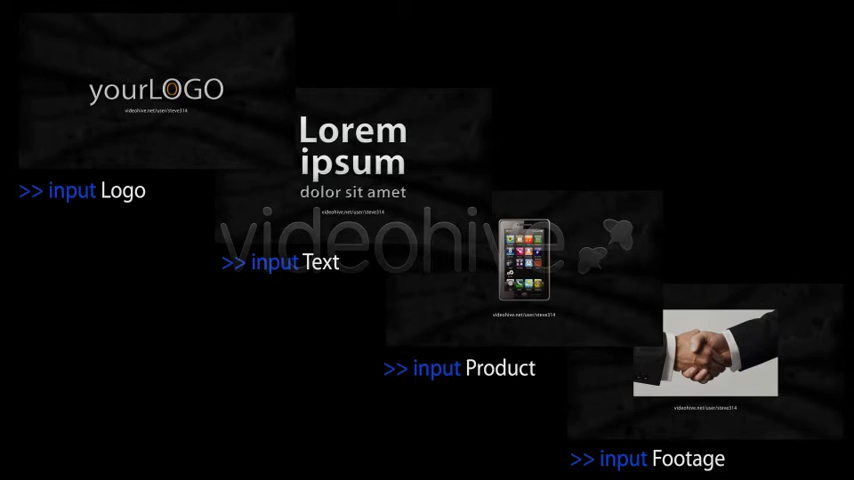 yourLOGO
videohive.net/user/steve314
>> input Logo
Lorem
ipsum
dolor sit amet
videohive.net/user/steve314
videohive
>> input Text
videohive.net/user/steve314
>> input Product
videohive.net/user/steve314
>> input Footage